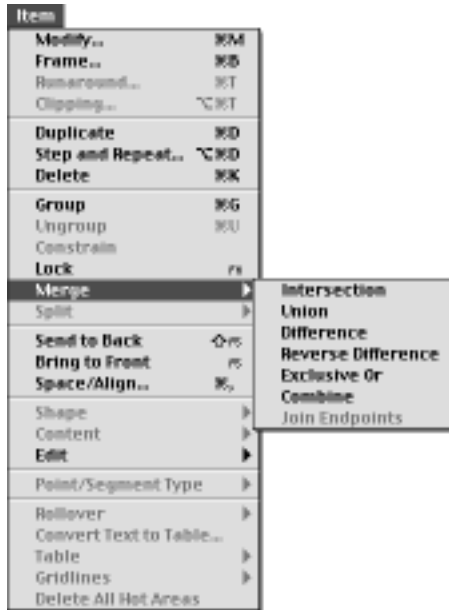 Item
Modify... ⌘M
Frame... ⌘B
Runaround... ⌘T
Clipping... ⌥⌘T
Duplicate ⌘D
Step and Repeat... ⌥⌘D
Delete ⌘K
Group ⌘G
Ungroup ⌘U
Constrain
Lock
Merge
Split
Send to Back ⇧F5
Bring to Front F5
Space/Align... ⌘,
Shape
Content
Edit
Point/Segment Type
Rollover
Convert Text to Table...
Table
Gridlines
Delete All Hot Areas
Intersection
Union
Difference
Reverse Difference
Exclusive Or
Combine
Join Endpoints